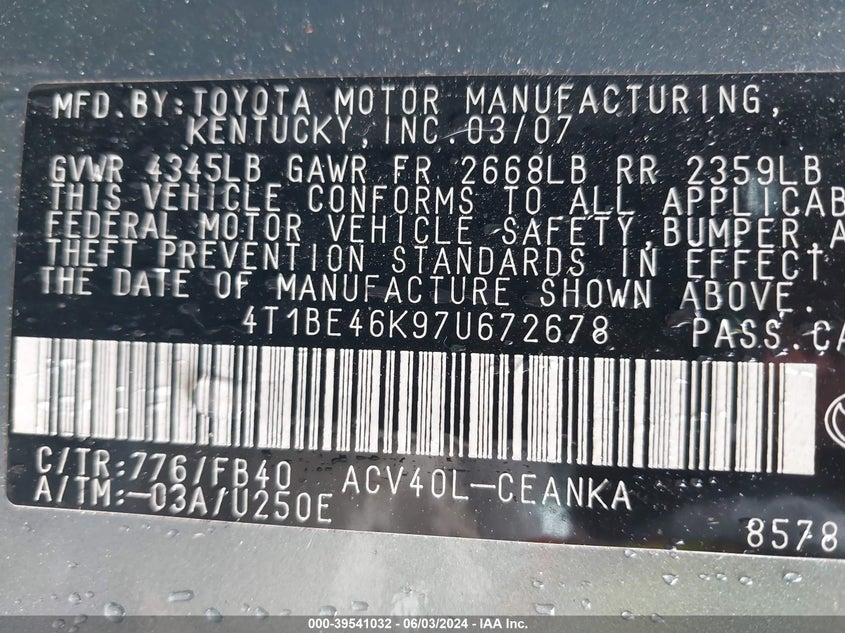 MFD.BY:TOYOTA MOTOR MANUFACTURING,
KENTUCKY,INC.03/07
GVWR 4345LB GAWR FR 2668LB RR 2359LB
THIS VEHICLE CONFORMS TO ALL APPLICAB
FEDERAL MOTOR VEHICLE SAFETY,BUMPER,A
THEFT PREVENTION STANDARDS IN EFFECT
THE DATE OF MANUFACTURE SHOWN ABOVE.
4T1BE46K97U672678 PASS.CA
C/TR:776/FB40 ACV40L-CEANKA
A/TM:-03A/U250E
8578
000-39541032 / 06/03/2024 - IAA Inc.